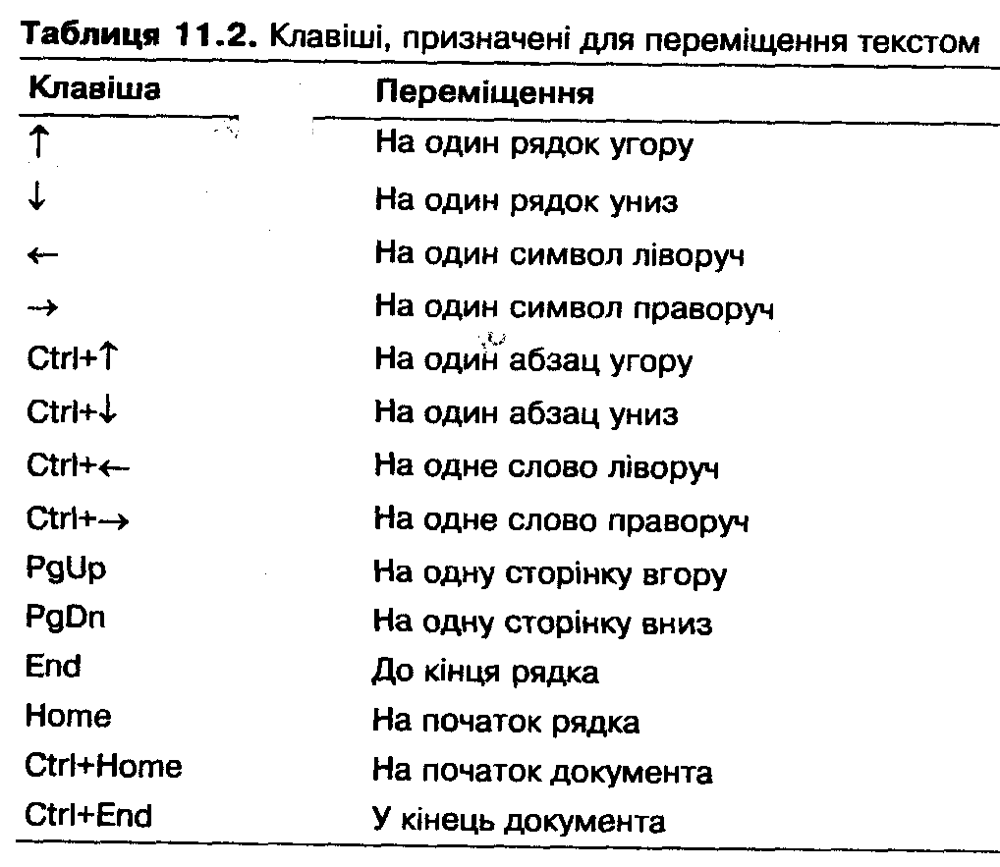 Таблиця 11.2. Клавіші, призначені для переміщення текстом
Клавіша Переміщення
↑ На один рядок угору
↓ На один рядок униз
← На один символ ліворуч
→ На один символ праворуч
Ctrl+↑ На один абзац угору
Ctrl+↓ На один абзац униз
Ctrl+← На одне слово ліворуч
Ctrl+→ На одне слово праворуч
PgUp На одну сторінку вгору
PgDn На одну сторінку вниз
End До кінця рядка
Home На початок рядка
Ctrl+Home На початок документа
Ctrl+End У кінець документа